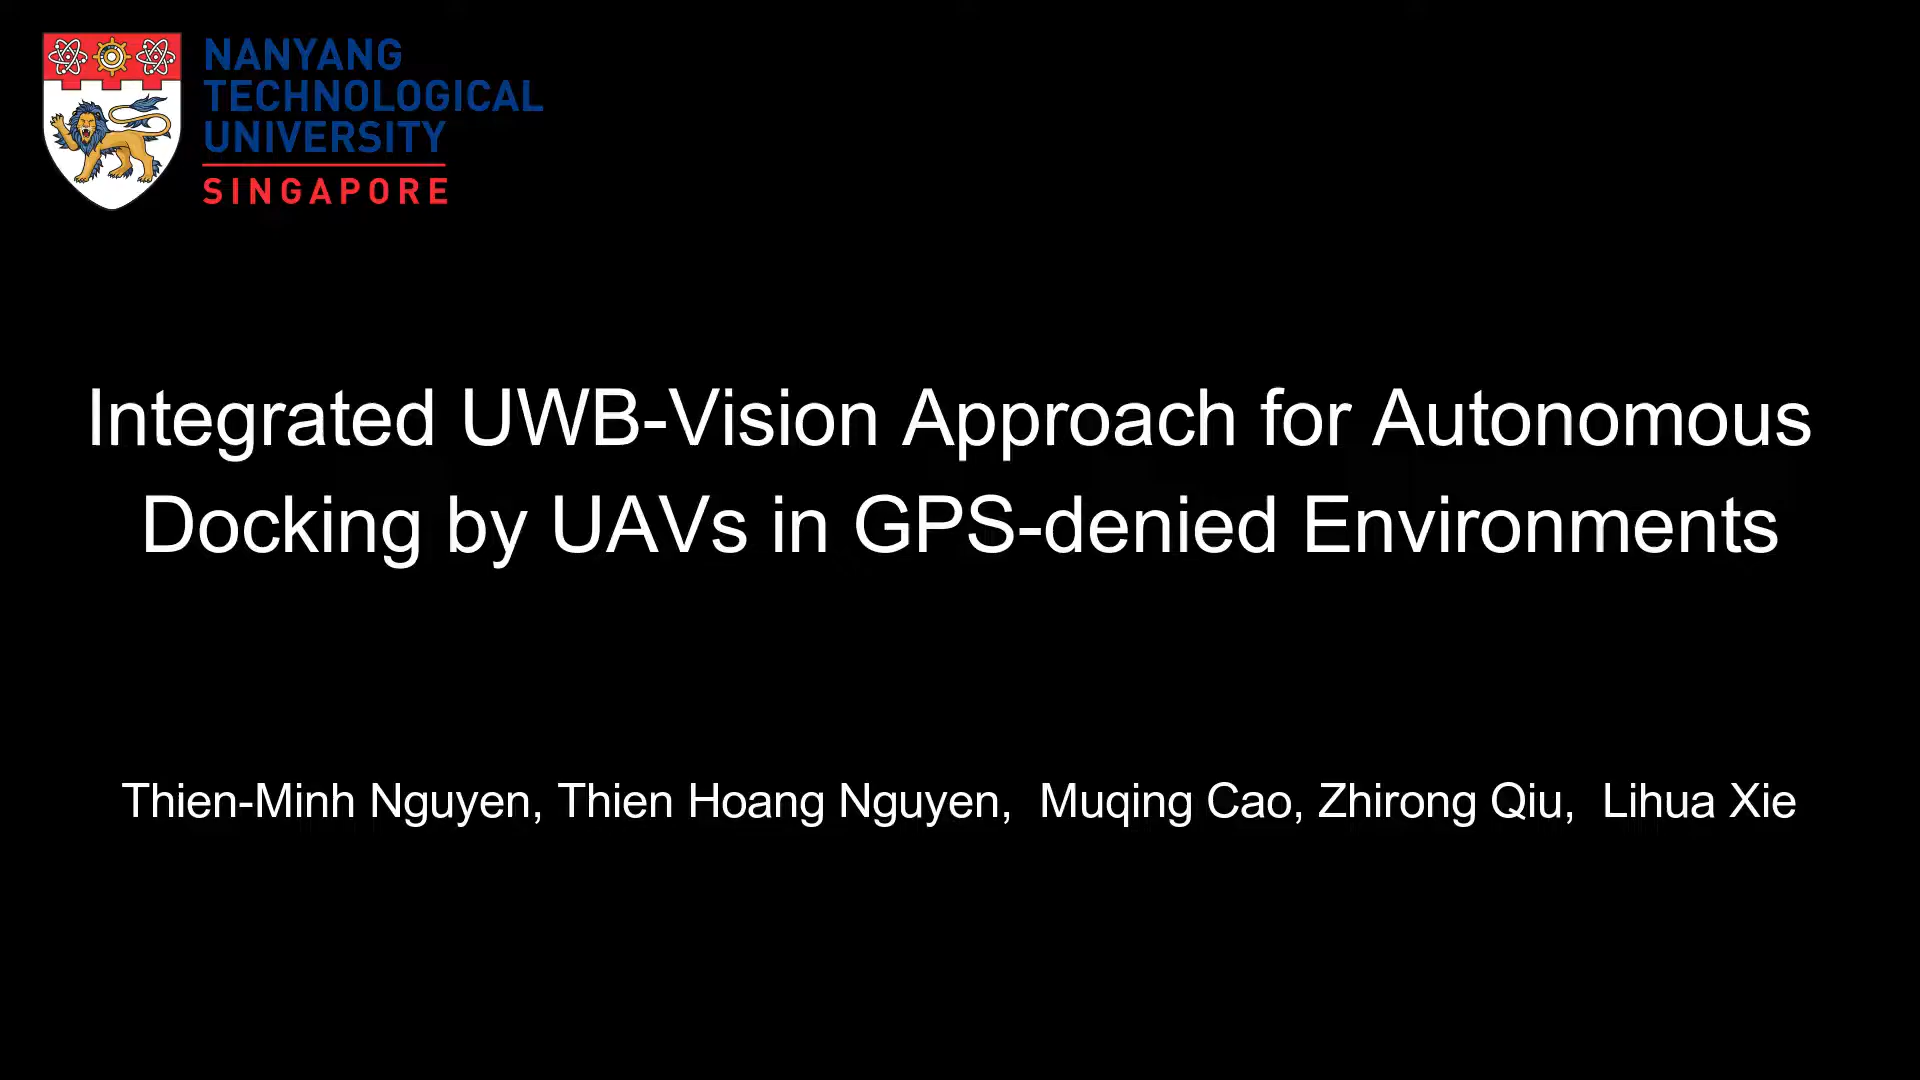 NANYANG
TECHNOLOGICAL
UNIVERSITY
SINGAPORE
Integrated UWB-Vision Approach for Autonomous
Docking by UAVs in GPS-denied Environments
Thien-Minh Nguyen, Thien Hoang Nguyen, Muqing Cao, Zhirong Qiu, Lihua Xie